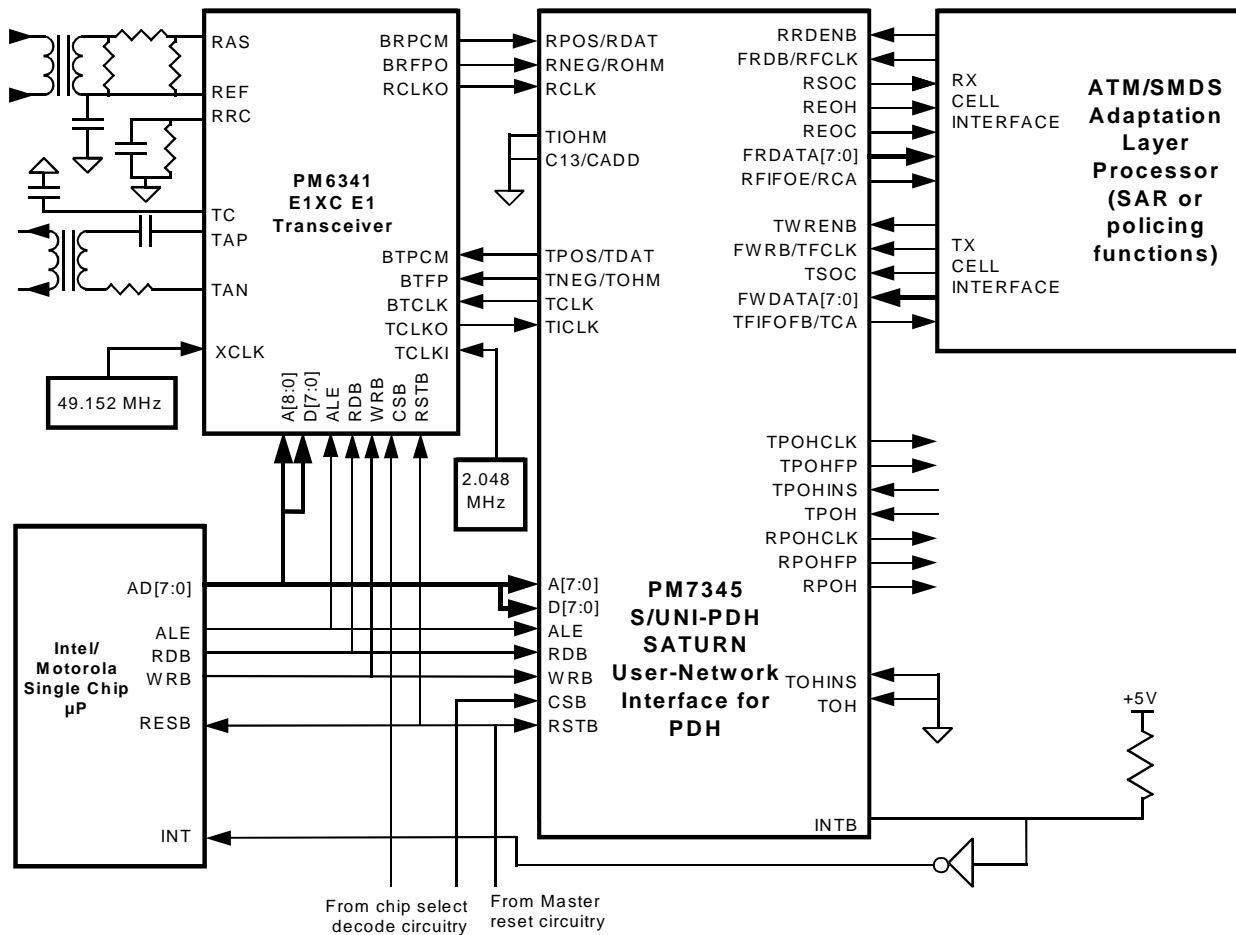 RAS
REF
RRC
TC
TAP
TAN
XCLK
49.152 MHz
PM6341
E1XC E1
Transceiver
BRPCM
BRFPO
RCLKO
BTPCM
BTFP
BTCLK
TCLKO
TCLKI
A[8:0]
D[7:0]
ALE
RDB
WRB
CSB
RSTB
2.048
MHz
Intel/
Motorola
Single Chip
µP
AD[7:0]
ALE
RDB
WRB
RESB
INT
RPOS/RDAT
RNEG/ROHM
RCLK
TIOHM
C13/CADD
TPOS/TDAT
TNEG/TOHM
TCLK
TICLK
A[7:0]
D[7:0]
ALE
RDB
WRB
CSB
RSTB
PM7345
S/UNI-PDH
SATURN
User-Network
Interface for
PDH
RRDENB
FRDB/RFCLK
RSOC
REOH
REOC
FRDATA[7:0]
RFIFOE/RCA
TWRENB
FWRB/TFCLK
TSOC
FWDATA[7:0]
TFIFOFB/TCA
TPOHCLK
TPOHFP
TPOHINS
TPOH
RPOHCLK
RPOHFP
RPOH
TOHINS
TOH
INTB
RX
CELL
INTERFACE
TX
CELL
INTERFACE
ATM/SMDS
Adaptation
Layer
Processor
(SAR or
policing
functions)
+5V
From chip select
decode circuitry
From Master
reset circuitry